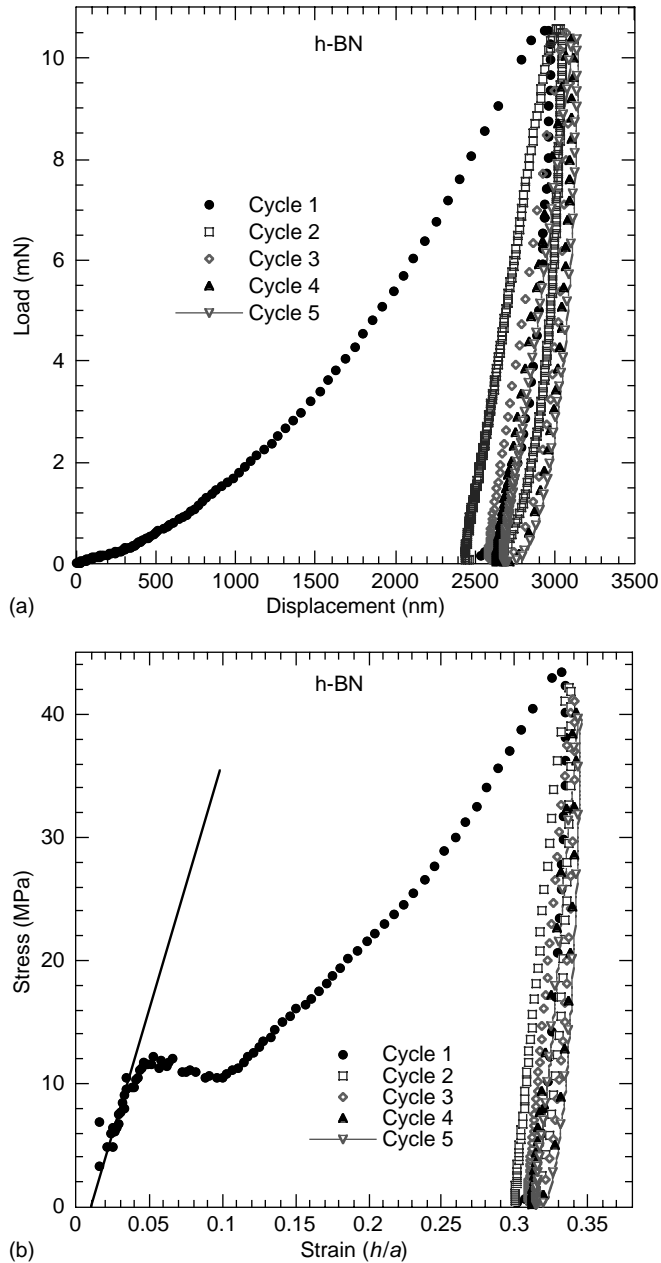 h-BN
10
8
6
4
2
0
Load (mN)
Cycle 1
Cycle 2
Cycle 3
Cycle 4
Cycle 5
0 500 1000 1500 2000 2500 3000 3500
(a)
Displacement (nm)
h-BN
40
30
20
10
0
Stress (MPa)
Cycle 1
Cycle 2
Cycle 3
Cycle 4
Cycle 5
0 0.05 0.1 0.15 0.2 0.25 0.3 0.35
(b)
Strain (h/a)